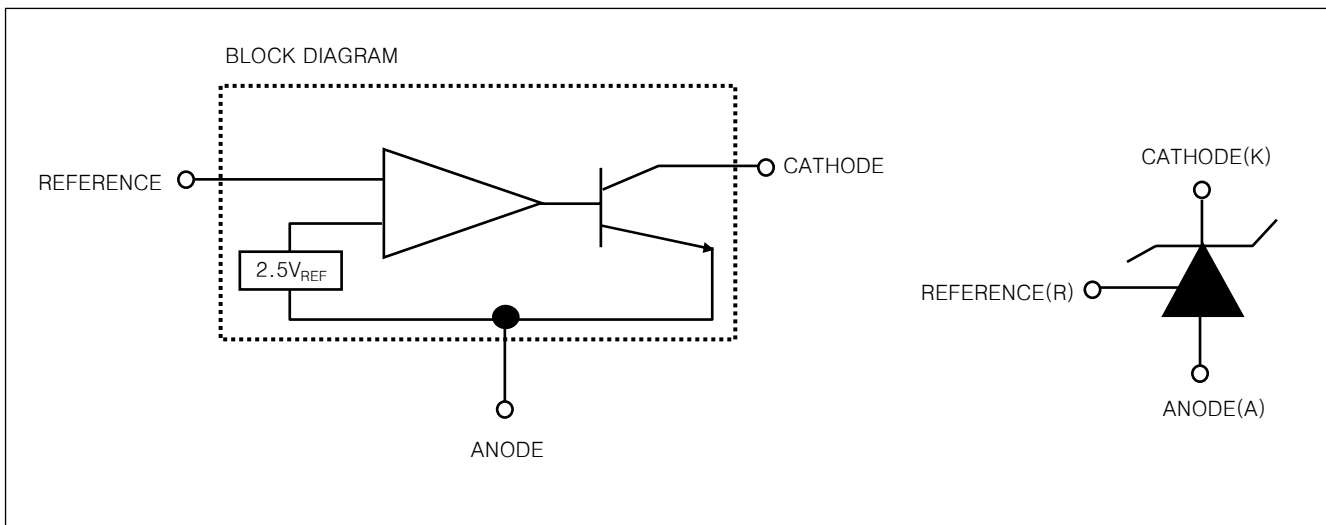 BLOCK DIAGRAM
REFERENCE
CATHODE
2.5VREF
ANODE
CATHODE(K)
REFERENCE(R)
ANODE(A)